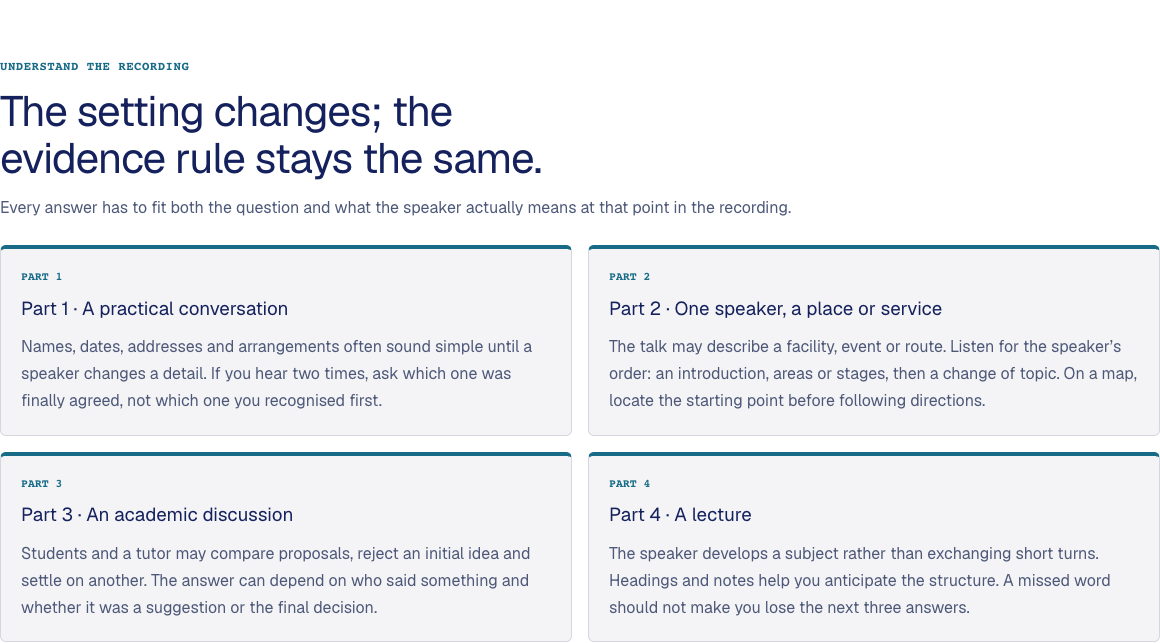 UNDERSTAND THE RECORDING
The setting changes; the
evidence rule stays the same.
Every answer has to fit both the question and what the speaker actually means at that point in the recording.
PART 1
Part 1 · A practical conversation
Names, dates, addresses and arrangements often sound simple until a
speaker changes a detail. If you hear two times, ask which one was
finally agreed, not which one you recognised first.
PART 2
Part 2 · One speaker, a place or service
The talk may describe a facility, event or route. Listen for the speaker’s
order: an introduction, areas or stages, then a change of topic. On a map,
locate the starting point before following directions.
PART 3
Part 3 · An academic discussion
Students and a tutor may compare proposals, reject an initial idea and
settle on another. The answer can depend on who said something and
whether it was a suggestion or the final decision.
PART 4
Part 4 · A lecture
The speaker develops a subject rather than exchanging short turns.
Headings and notes help you anticipate the structure. A missed word
should not make you lose the next three answers.